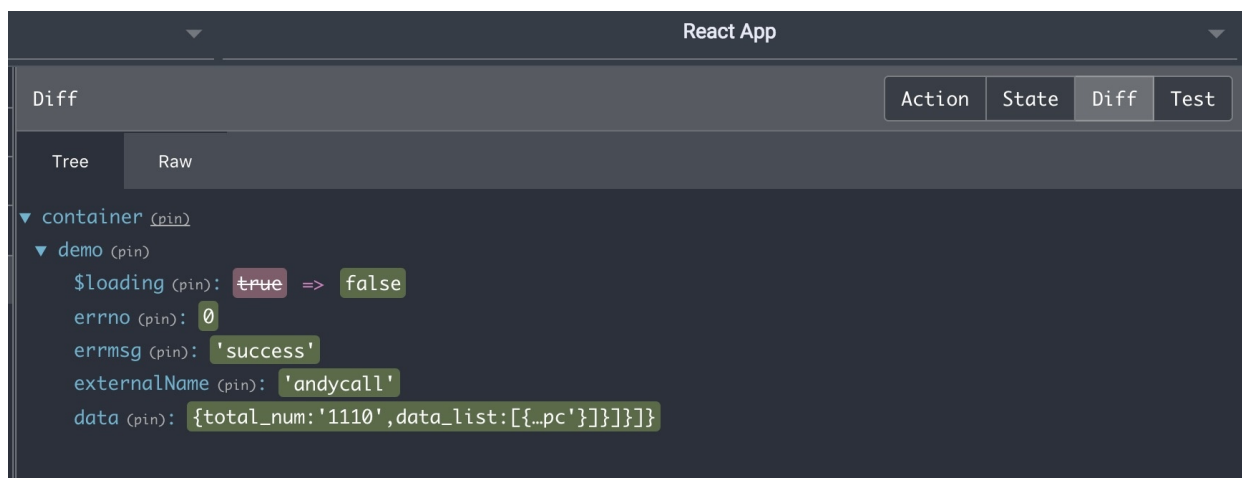 React App
Diff Action State Diff Test
Tree Raw
▼ container (pin)
▼ demo (pin)
$loading (pin): true => false
errno (pin): 0
errmsg (pin): 'success'
externalName (pin): 'andycall'
data (pin): {total_num:'1110',data_list:[{…pc'}]}]}]}